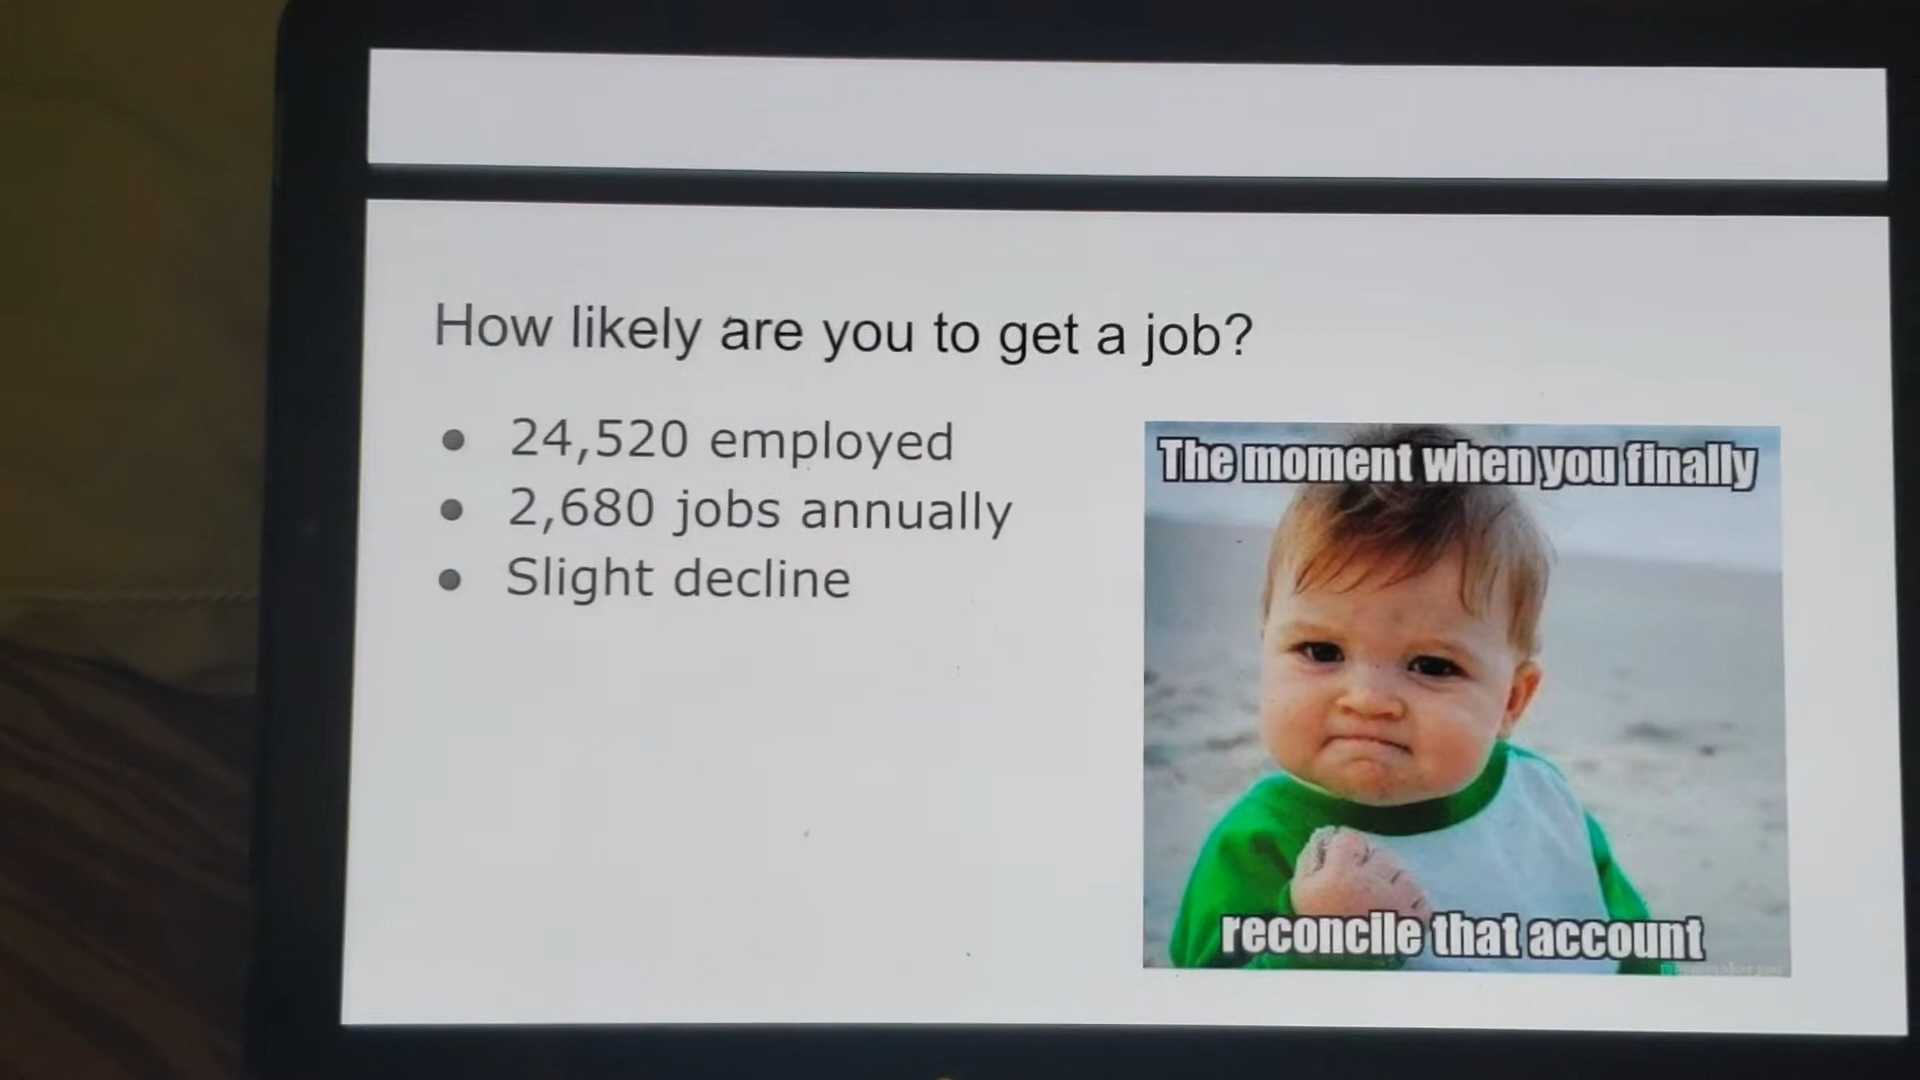 How likely are you to get a job?
24,520 employed
2,680 jobs annually
Slight decline
The moment when you finally
reconcile that account